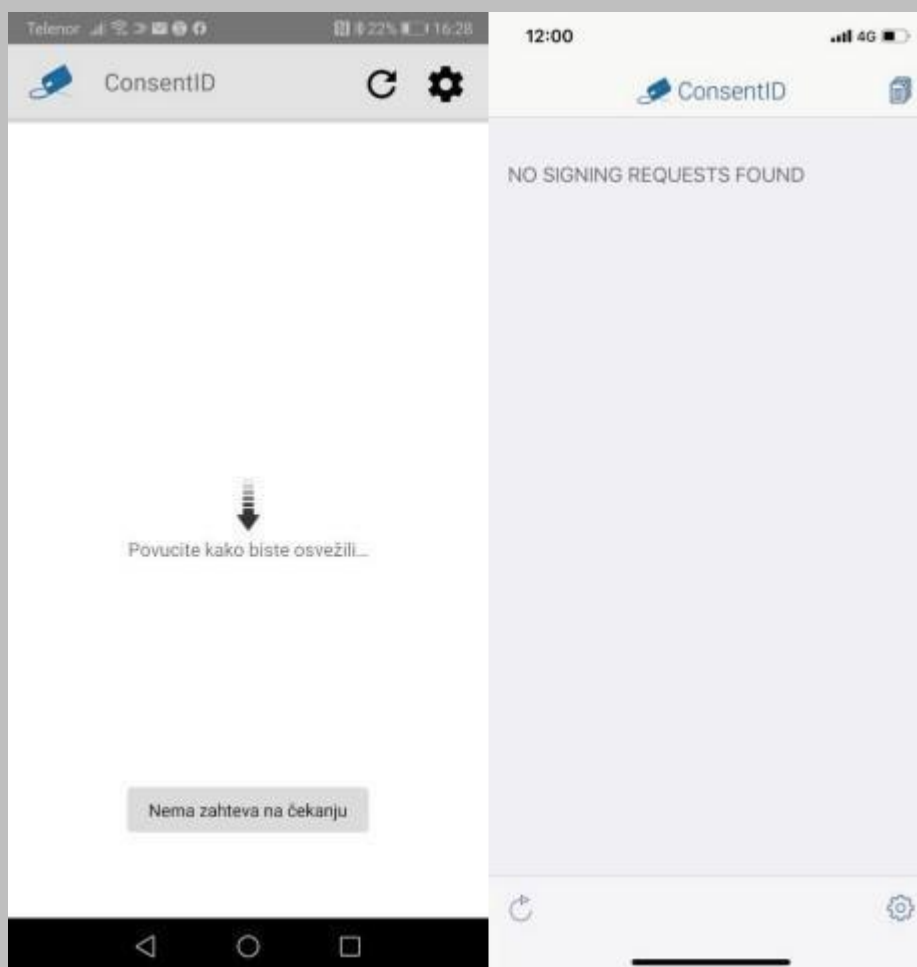 Telenor 22% 16:28
ConsentID
Povucite kako biste osvežili...
Nema zahteva na čekanju
12:00 4G
ConsentID
NO SIGNING REQUESTS FOUND